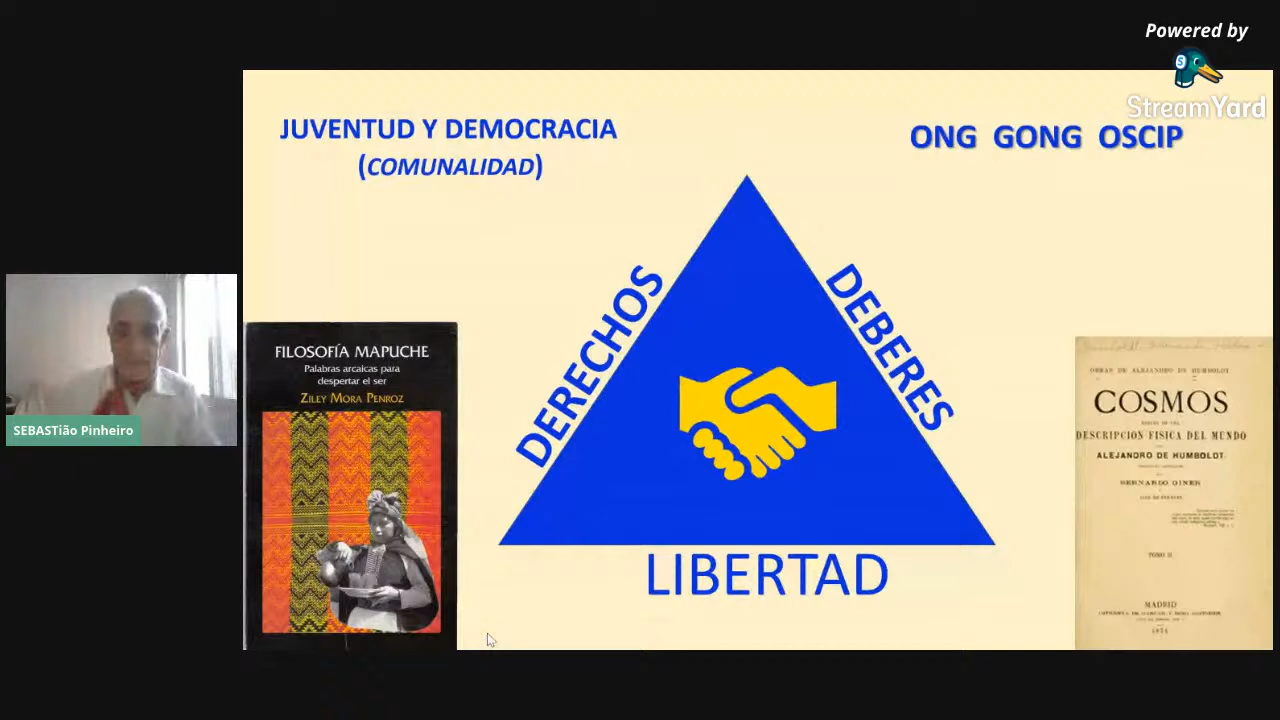 Powered by
StreamYard
JUVENTUD Y DEMOCRACIA
(COMUNALIDAD)
ONG GONG OSCIP
DERECHOS
DEBERES
LIBERTAD
SEBASTião Pinheiro
FILOSOFÍA MAPUCHE
Palabras arcaicas para
despertar el ser
ZILEY MORA PENROZ
OBRAS DE ALEJANDRO DE HUMBOLDT
COSMOS
DESCRIPCION FISICA DEL MUNDO
ALEJANDRO DE HUMBOLDT
BERNARDO GINER
TOMO II
MADRID